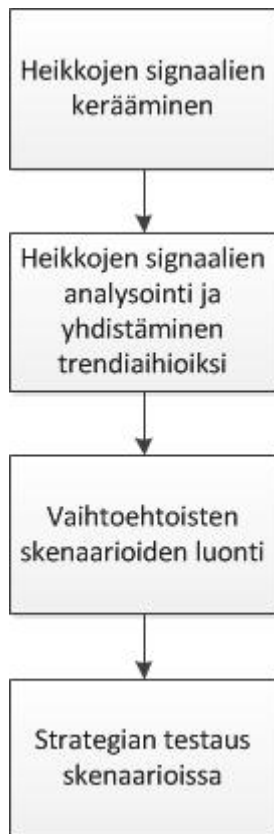 Heikkojen signaalien
kerääminen
Heikkojen signaalien
analysointi ja
yhdistäminen
trendiaihioiksi
Vaihtoehtoisten
skenaarioiden luonti
Strategian testaus
skenaarioissa